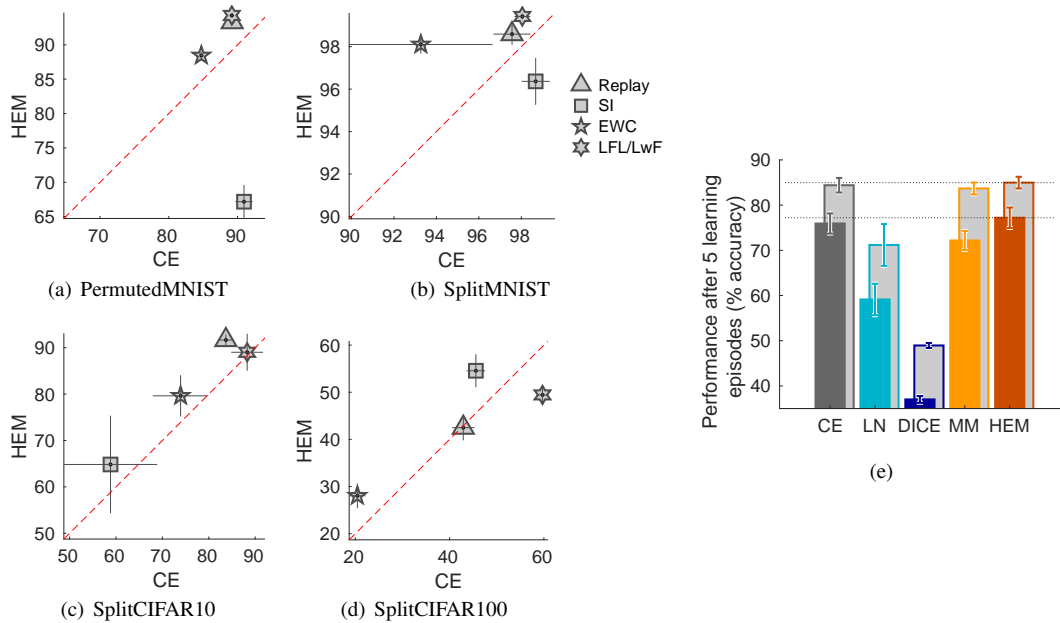 90
85
80
75
70
65
HEM
70
80
90
CE
(a) PermutedMNIST
98
96
94
92
90
HEM
90
92
94
96
98
CE
(b) SplitMNIST
Replay
SI
EWC
LFL/LwF
90
80
70
60
50
HEM
50
60
70
80
90
CE
(c) SplitCIFAR10
60
50
40
30
20
HEM
20
40
60
CE
(d) SplitCIFAR100
Performance after 5 learning
episodes (% accuracy)
90
80
70
60
50
40
CE
LN
DICE
MM
HEM
(e)